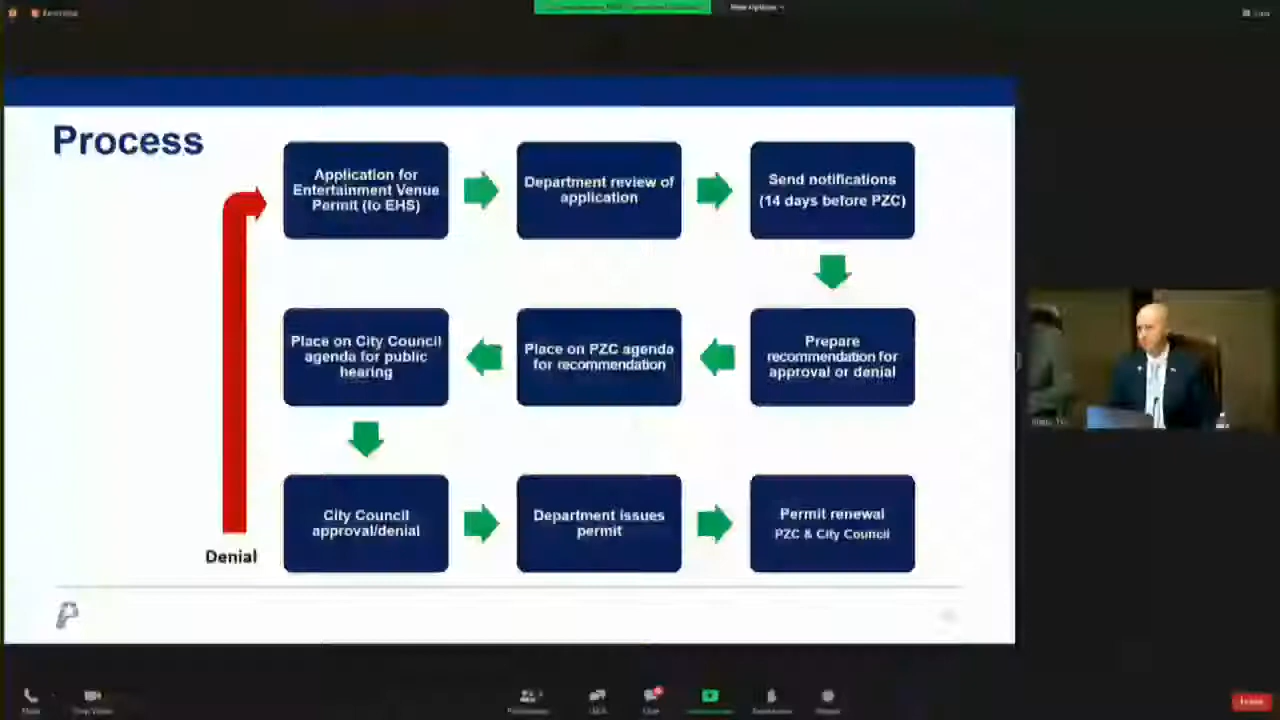 View Options
Process
Application for
Entertainment Venue
Permit (to EHS)
Department review of
application
Send notifications
(14 days before PZC)
Place on City Council
agenda for public
hearing
Place on PZC agenda
for recommendation
Prepare
recommendation for
approval or denial
City Council
approval/denial
Department issues
permit
Permit renewal
PZC & City Council
Denial